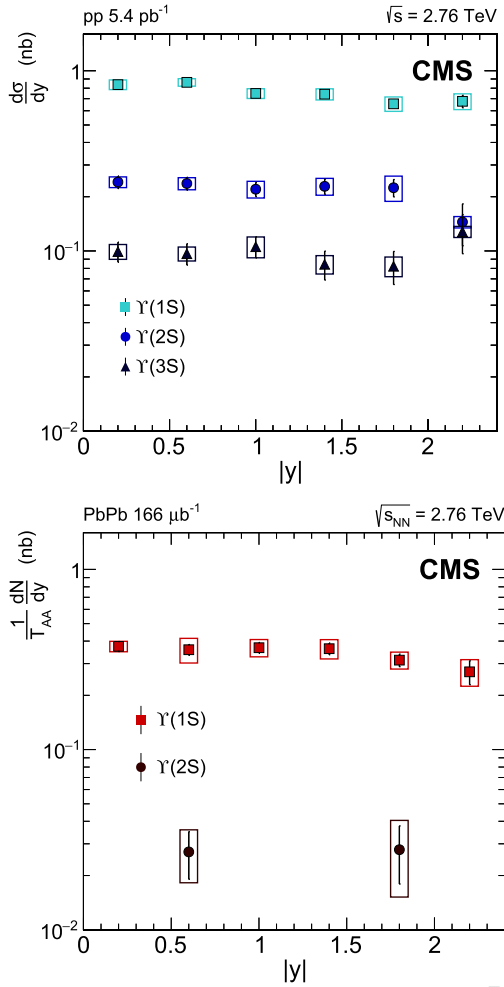 pp 5.4 pb⁻¹ √s = 2.76 TeV
dσ/dy (nb)
CMS
1
10⁻¹
10⁻²
ϒ(1S)
ϒ(2S)
ϒ(3S)
0 0.5 1 1.5 2
|y|
PbPb 166 μb⁻¹ √s_NN = 2.76 TeV
1/T_AA dN/dy (nb)
CMS
1
10⁻¹
10⁻²
ϒ(1S)
ϒ(2S)
0 0.5 1 1.5 2
|y|